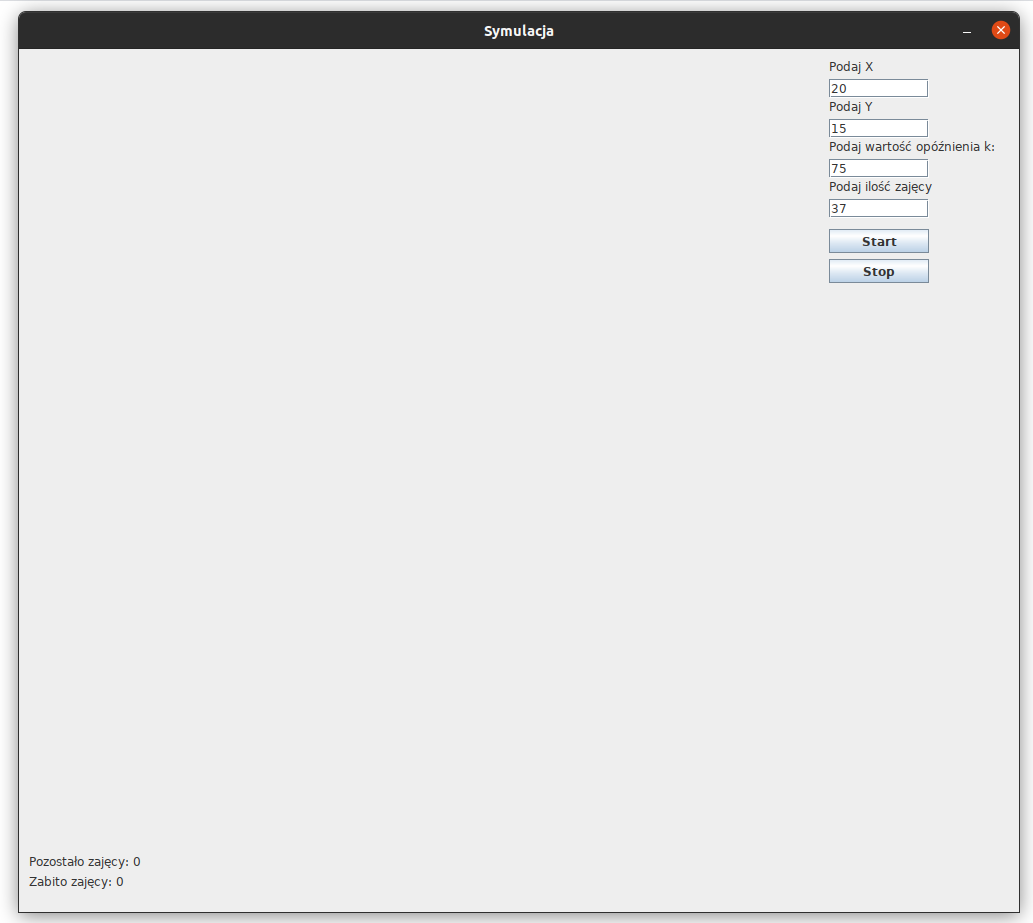 Symulacja
Podaj X
20
Podaj Y
15
Podaj wartość opóźnienia k:
75
Podaj ilość zajęcy
37
Start
Stop
Pozostało zajęcy: 0
Zabito zajęcy: 0